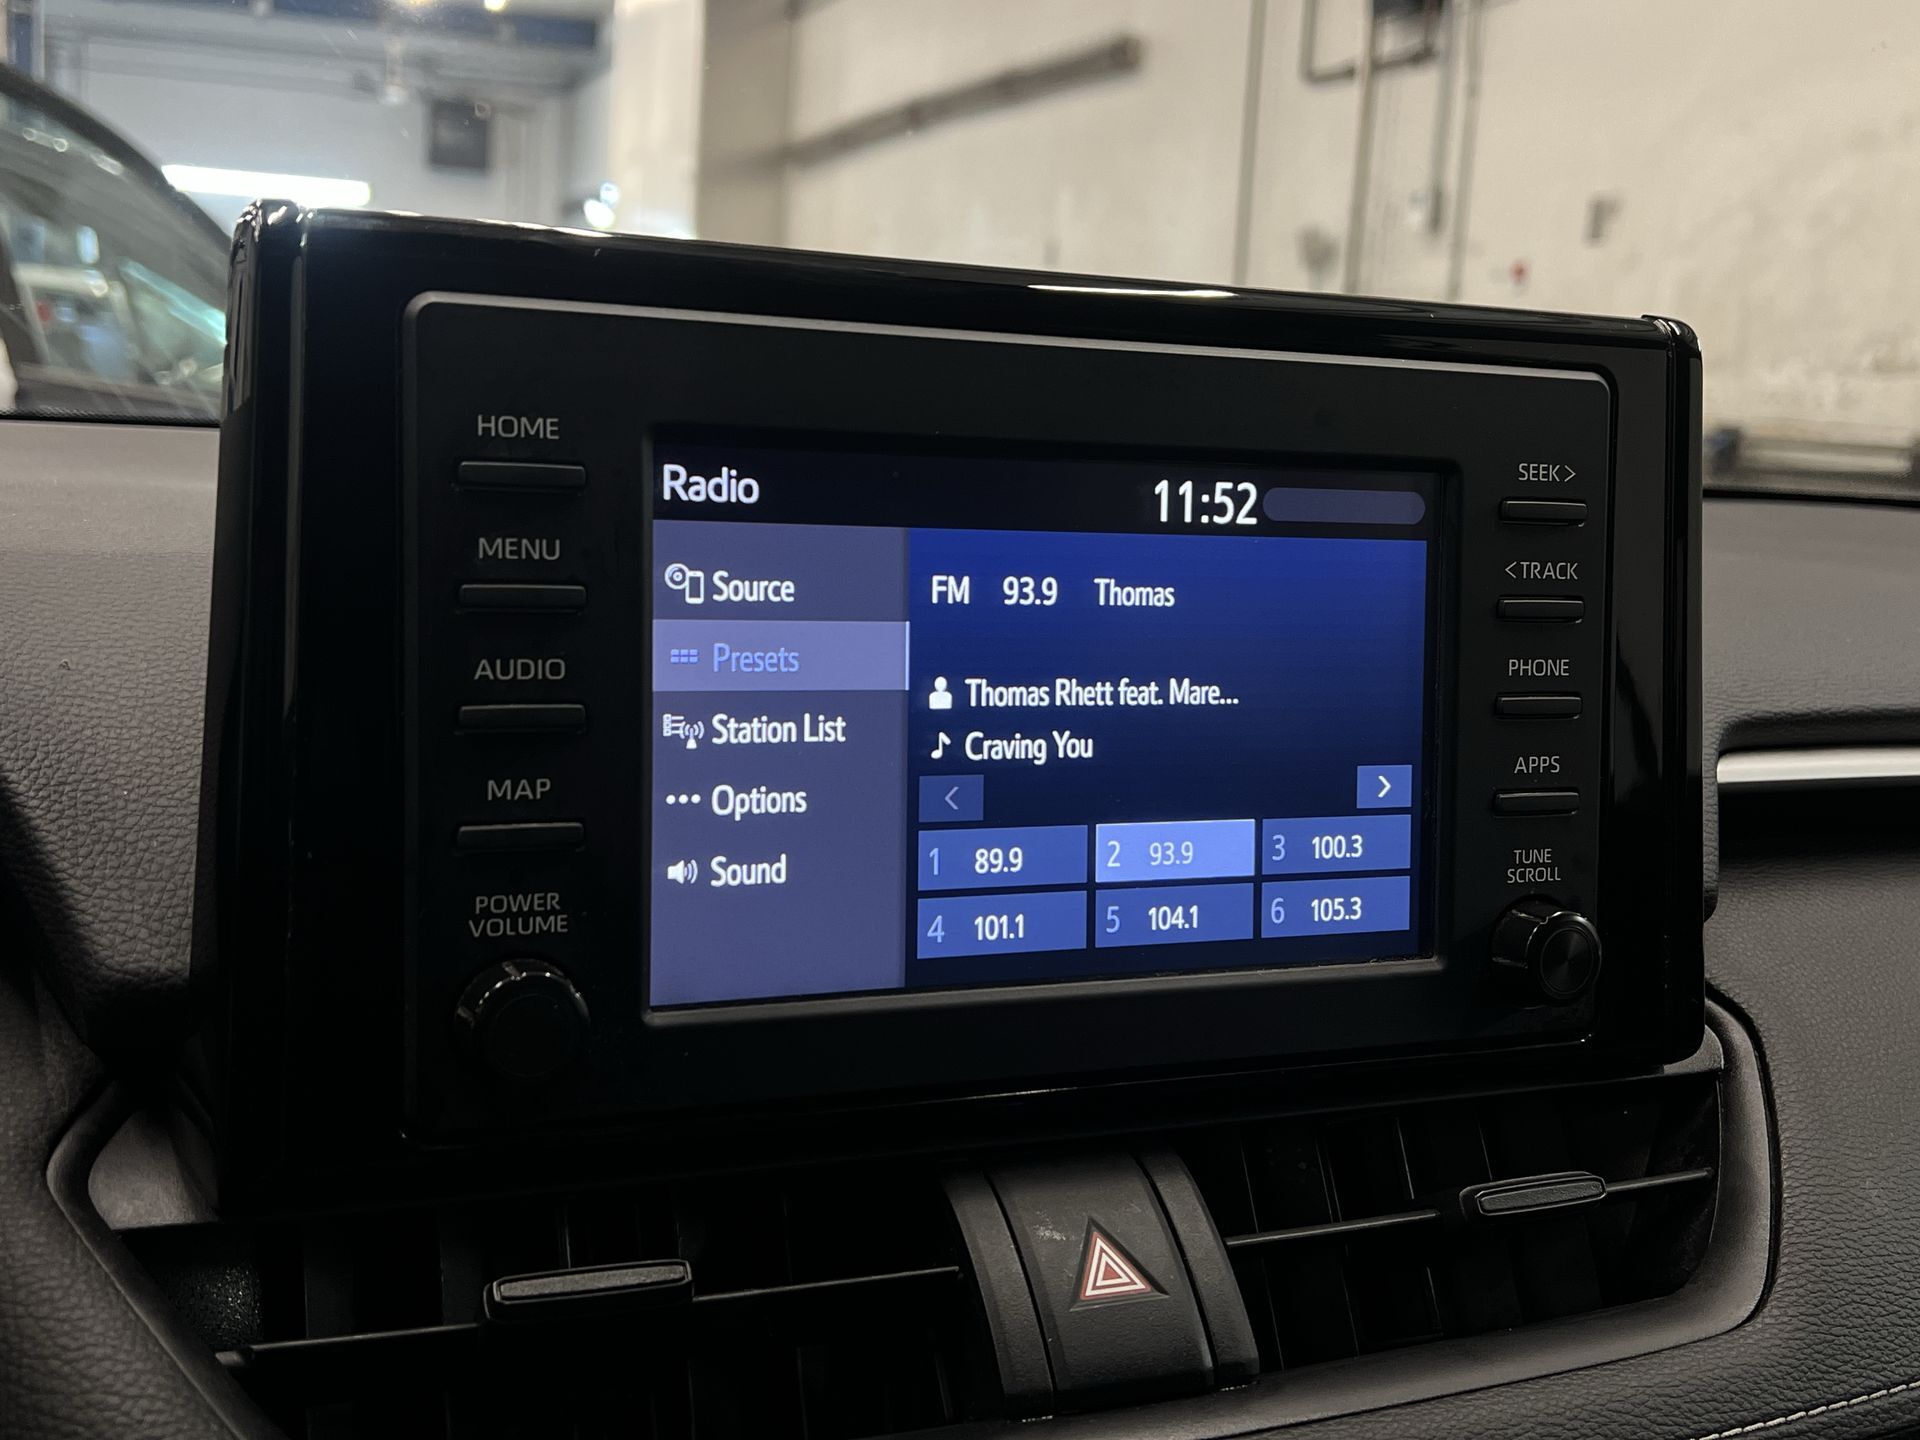 HOME
MENU
AUDIO
MAP
POWER
VOLUME
Radio
11:52
Source
Presets
Station List
Options
Sound
FM 93.9 Thomas
Thomas Rhett feat. Mare...
Craving You
<
>
1 89.9
2 93.9
3 100.3
4 101.1
5 104.1
6 105.3
SEEK >
< TRACK
PHONE
APPS
TUNE
SCROLL